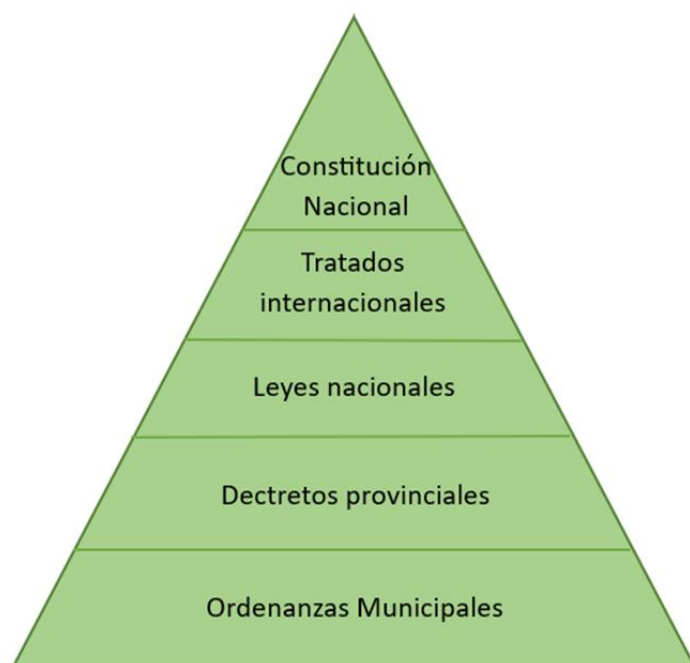 Constitución
Nacional
Tratados
internacionales
Leyes nacionales
Dectretos provinciales
Ordenanzas Municipales